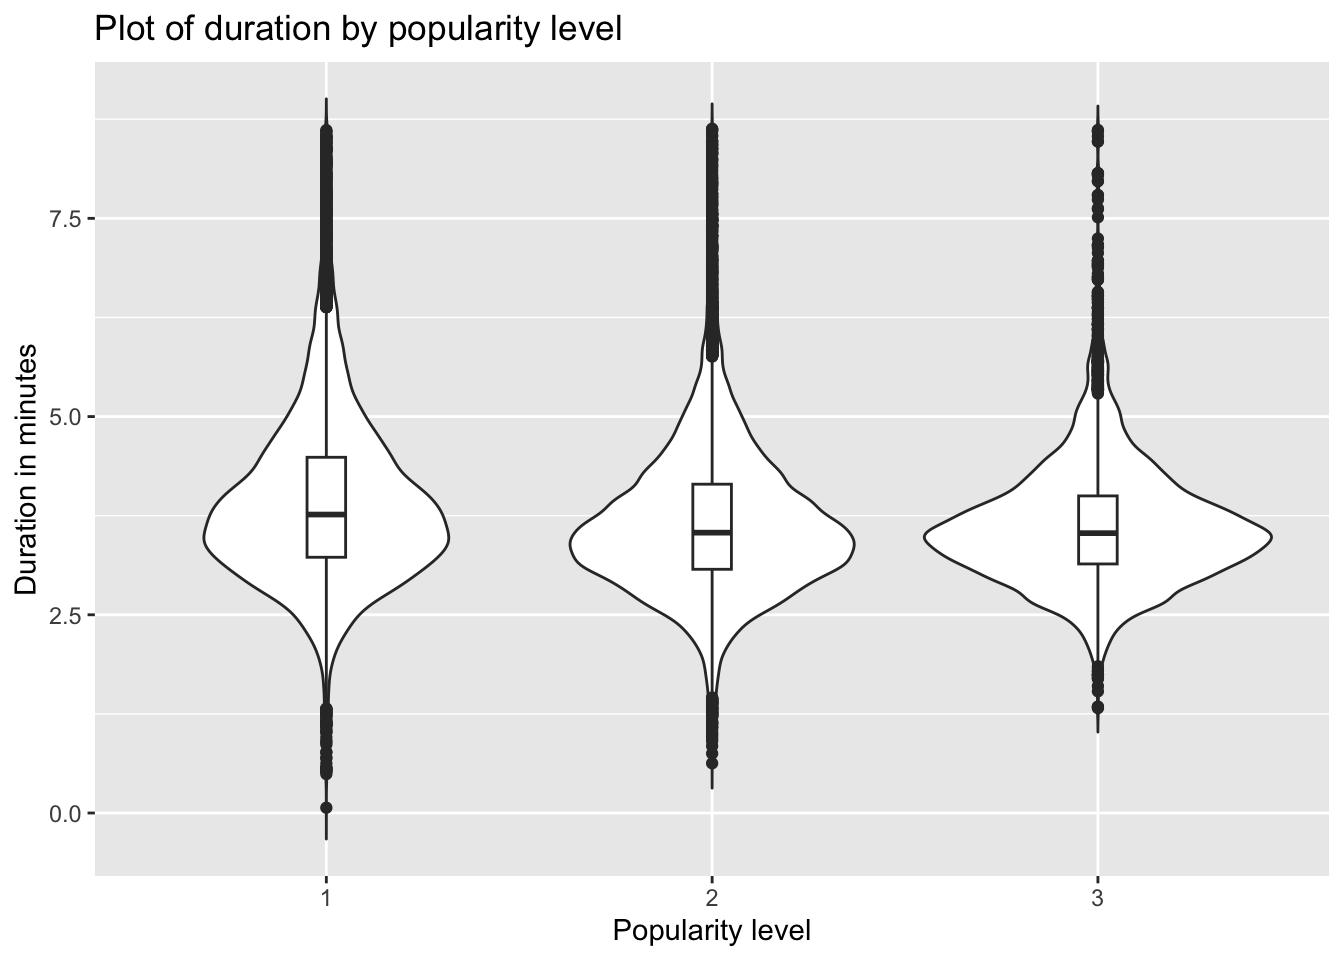 Plot of duration by popularity level
7.5
5.0
2.5
0.0
Duration in minutes
1 2 3
Popularity level